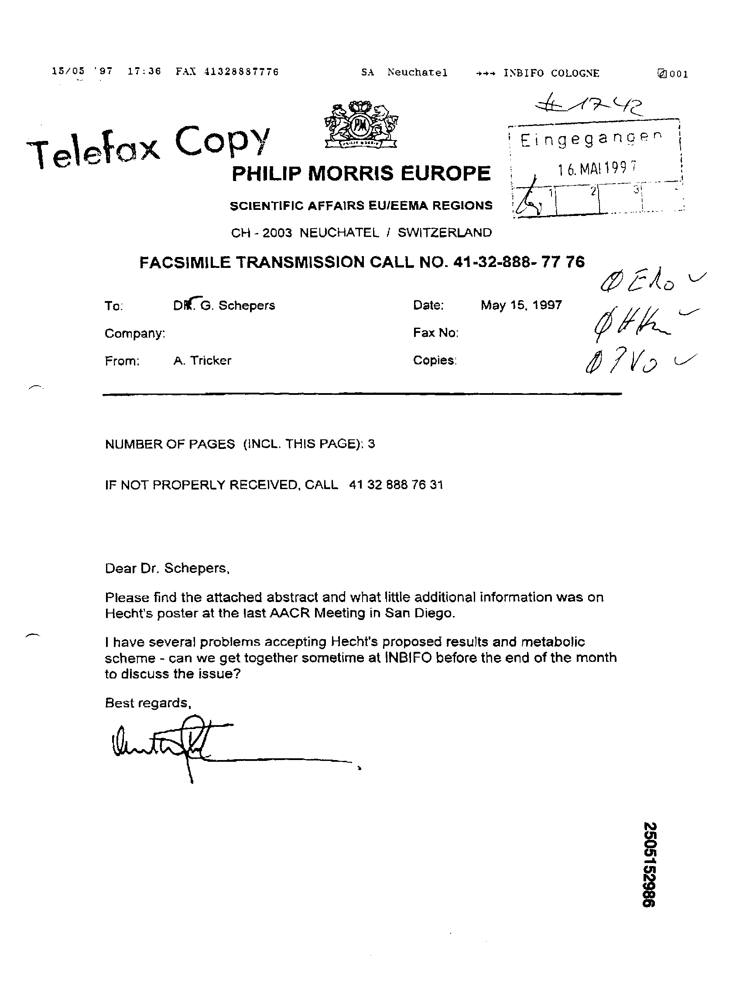 15/05 '97 17:36 FAX 41328887776 SA Neuchatel →→→ INBIFO COLOGNE 001
# 1742
Telefax Copy
PM
Eingegangen
16. MAI 1997
1 2 3
PHILIP MORRIS EUROPE
SCIENTIFIC AFFAIRS EU/EEMA REGIONS
CH - 2003 NEUCHATEL / SWITZERLAND
FACSIMILE TRANSMISSION CALL NO. 41-32-888- 77 76
To: DR. G. Schepers Date: May 15, 1997
Company: Fax No:
From: A. Tricker Copies:
NUMBER OF PAGES (INCL. THIS PAGE): 3
IF NOT PROPERLY RECEIVED, CALL 41 32 888 76 31
Dear Dr. Schepers,
Please find the attached abstract and what little additional information was on
Hecht's poster at the last AACR Meeting in San Diego.
I have several problems accepting Hecht's proposed results and metabolic
scheme - can we get together sometime at INBIFO before the end of the month
to discuss the issue?
Best regards,
2505152986